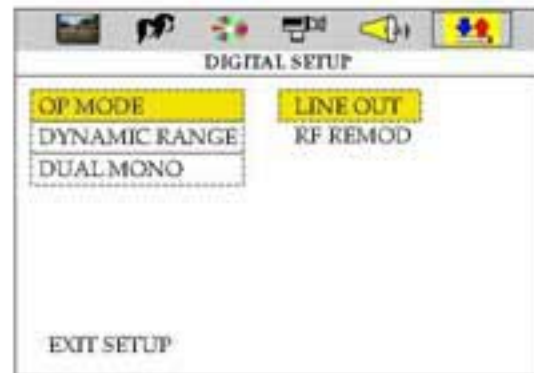 DIGITAL SETUP
OP MODE LINE OUT
DYNAMIC RANGE RF REMOD
DUAL MONO
EXIT SETUP